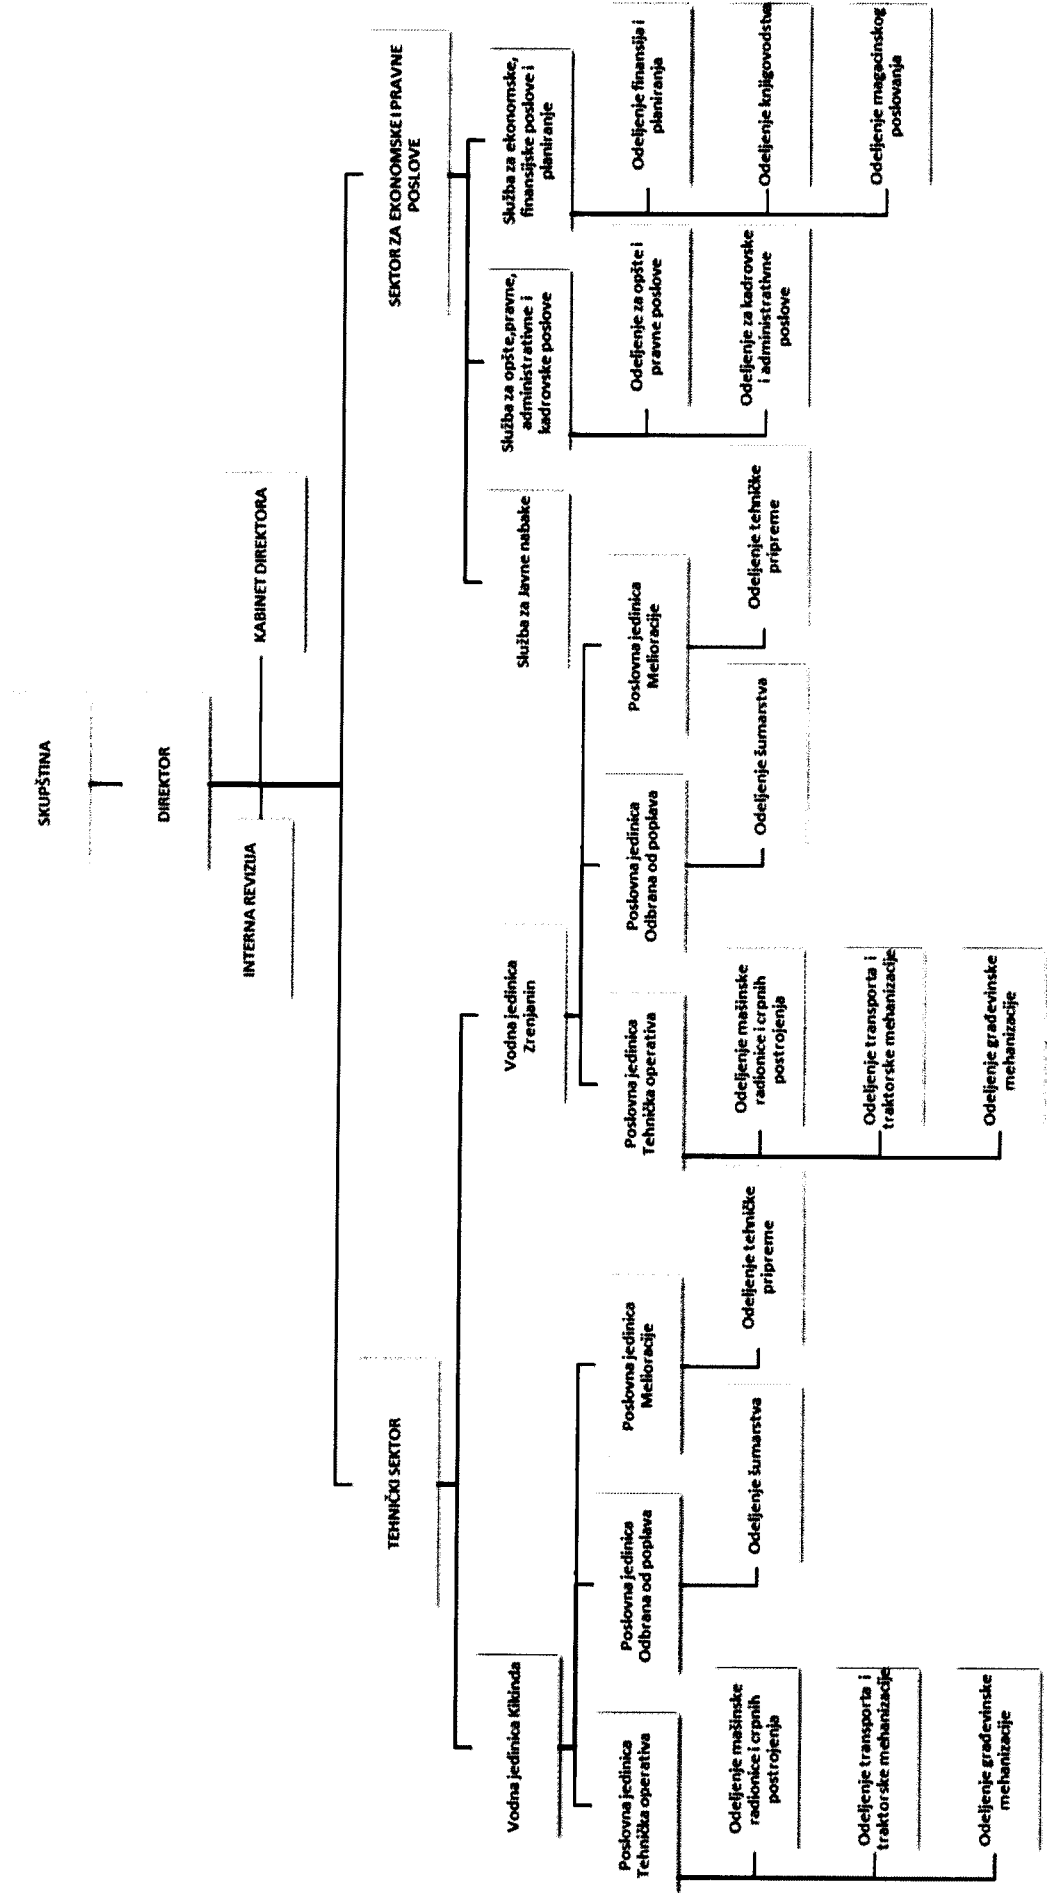 SKUPŠTINA
DIREKTOR
INTERNA REVIZIJA
KABINET DIREKTORA
TEHNIČKI SEKTOR
SEKTOR ZA EKONOMSKE I PRAVNE
POSLOVE
Vodna jedinica Kikinda
Vodna jedinica
Zrenjanin
Služba za Javne nabake
Služba za opšte,pravne,
administrativne i
kadrovske poslove
Služba za ekonomske,
finansijske poslove i
planiranje
Poslovna jedinica
Tehnička operativa
Poslovna jedinica
Odbrana od poplava
Poslovna jedinica
Melioracije
Poslovna jedinica
Tehnička operativa
Poslovna jedinica
Odbrana od poplava
Poslovna jedinica
Melioracije
Odeljenje za opšte i
pravne poslove
Odeljenje finansija i
planiranja
Odeljenje mašinske
radionice i crpnih
postrojenja
Odeljenje šumarstva
Odeljenje tehničke
pripreme
Odeljenje mašinske
radionice i crpnih
postrojenja
Odeljenje šumarstva
Odeljenje tehničke
pripreme
Odeljenje za kadrovske
i administrativne
poslove
Odeljenje knjigovodstva
Odeljenje transporta i
traktorske mehanizacije
Odeljenje transporta i
traktorske mehanizacije
Odeljenje magacinskog
poslovanja
Odeljenje građevinske
mehanizacije
Odeljenje građevinske
mehanizacije